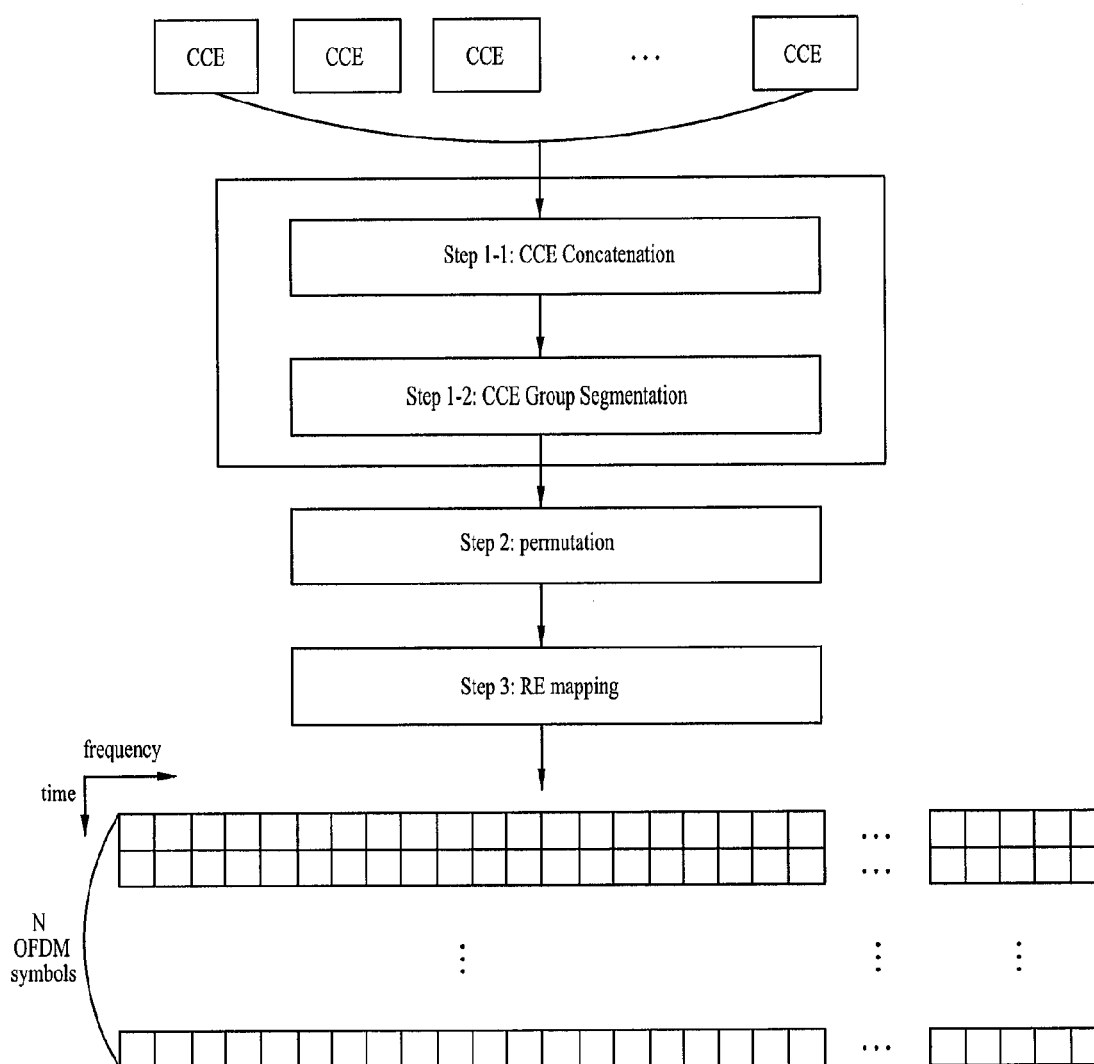 CCE CCE CCE ... CCE
Step 1-1: CCE Concatenation
Step 1-2: CCE Group Segmentation
Step 2: permutation
Step 3: RE mapping
frequency
time
N
OFDM
symbols